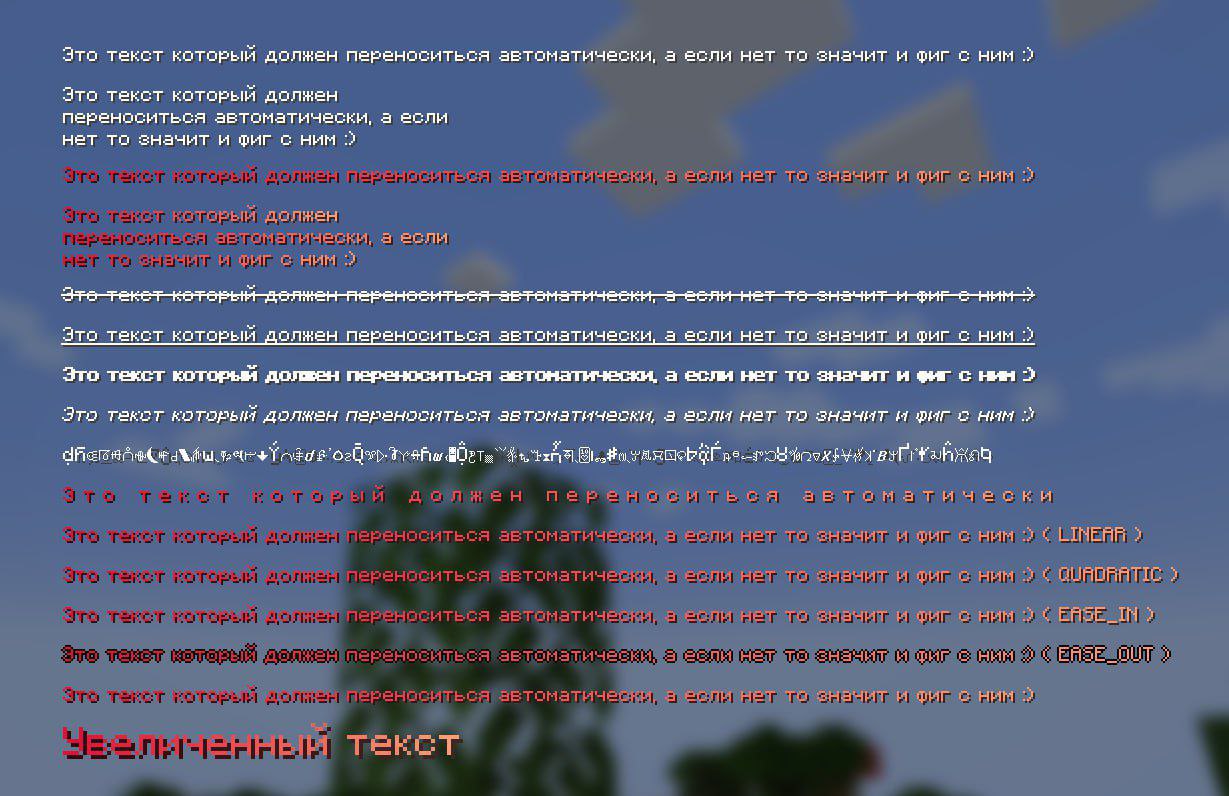 Это текст который должен переноситься автоматически, а если нет то значит и фиг с ним :)
Это текст который должен
переноситься автоматически, а если
нет то значит и фиг с ним :)
Это текст который должен переноситься автоматически, а если нет то значит и фиг с ним :)
Это текст который должен
переноситься автоматически, а если
нет то значит и фиг с ним :)
Это текст который должен переноситься автоматически, а если нет то значит и фиг с ним :)
Это текст который должен переноситься автоматически, а если нет то значит и фиг с ним :)
Это текст который должен переноситься автоматически, а если нет то значит и фиг с ним :)
Это текст который должен переноситься автоматически, а если нет то значит и фиг с ним :)
Это текст который должен переноситься автоматически
Это текст который должен переноситься автоматически, а если нет то значит и фиг с ним :) ( LINEAR )
Это текст который должен переноситься автоматически, а если нет то значит и фиг с ним :) ( QUADRATIC )
Это текст который должен переноситься автоматически, а если нет то значит и фиг с ним :) ( EASE_IN )
Это текст который должен переноситься автоматически, а если нет то значит и фиг с ним :) ( EASE_OUT )
Это текст который должен переноситься автоматически, а если нет то значит и фиг с ним :)
Увеличенный текст